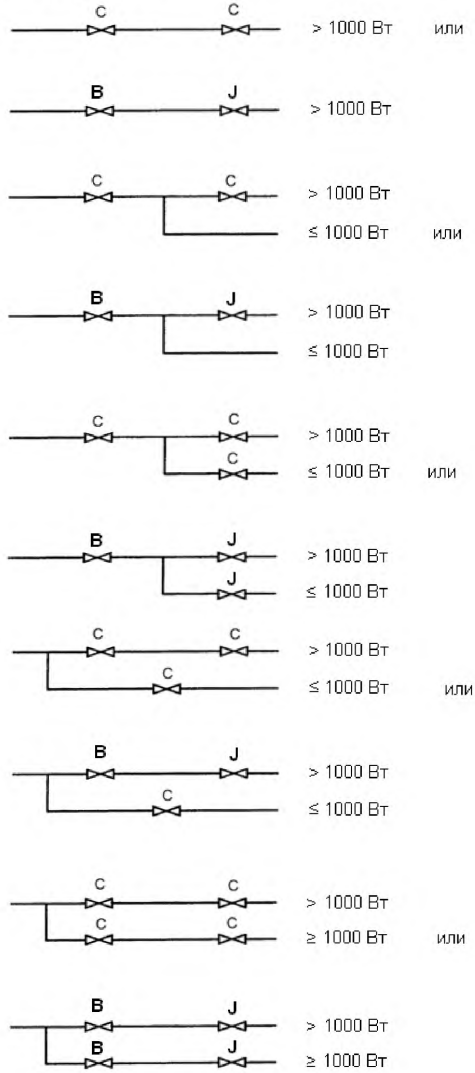 C C
> 1000 Вт или
B J
> 1000 Вт
C C
> 1000 Вт
≤ 1000 Вт или
B J
> 1000 Вт
≤ 1000 Вт
C C
> 1000 Вт
C
≤ 1000 Вт или
B J
> 1000 Вт
J
≤ 1000 Вт
C C
> 1000 Вт
C
≤ 1000 Вт или
B J
> 1000 Вт
C
≤ 1000 Вт
C C
> 1000 Вт
C C
≥ 1000 Вт или
B J
> 1000 Вт
B J
≥ 1000 Вт